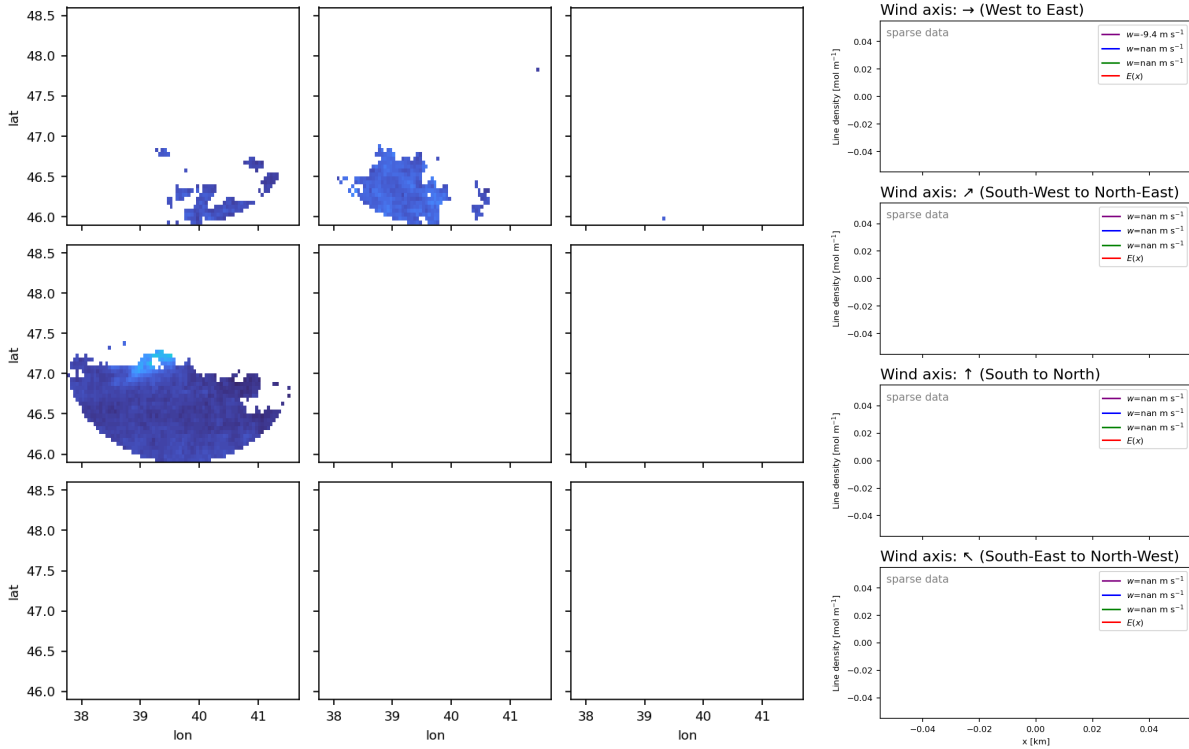 48.5
48.0
47.5
47.0
46.5
46.0
lat
48.5
48.0
47.5
47.0
46.5
46.0
lat
48.5
48.0
47.5
47.0
46.5
46.0
lat
38 39 40 41
lon
38 39 40 41
lon
38 39 40 41
lon
Wind axis: → (West to East)
sparse data
w=-9.4 m s⁻¹
w=nan m s⁻¹
w=nan m s⁻¹
E(x)
0.04
0.02
0.00
−0.02
−0.04
Line density [mol m⁻¹]
Wind axis: ↗ (South-West to North-East)
sparse data
w=nan m s⁻¹
w=nan m s⁻¹
w=nan m s⁻¹
E(x)
0.04
0.02
0.00
−0.02
−0.04
Line density [mol m⁻¹]
Wind axis: ↑ (South to North)
sparse data
w=nan m s⁻¹
w=nan m s⁻¹
w=nan m s⁻¹
E(x)
0.04
0.02
0.00
−0.02
−0.04
Line density [mol m⁻¹]
Wind axis: ↖ (South-East to North-West)
sparse data
w=nan m s⁻¹
w=nan m s⁻¹
w=nan m s⁻¹
E(x)
0.04
0.02
0.00
−0.02
−0.04
Line density [mol m⁻¹]
−0.04 −0.02 0.00 0.02 0.04
x [km]